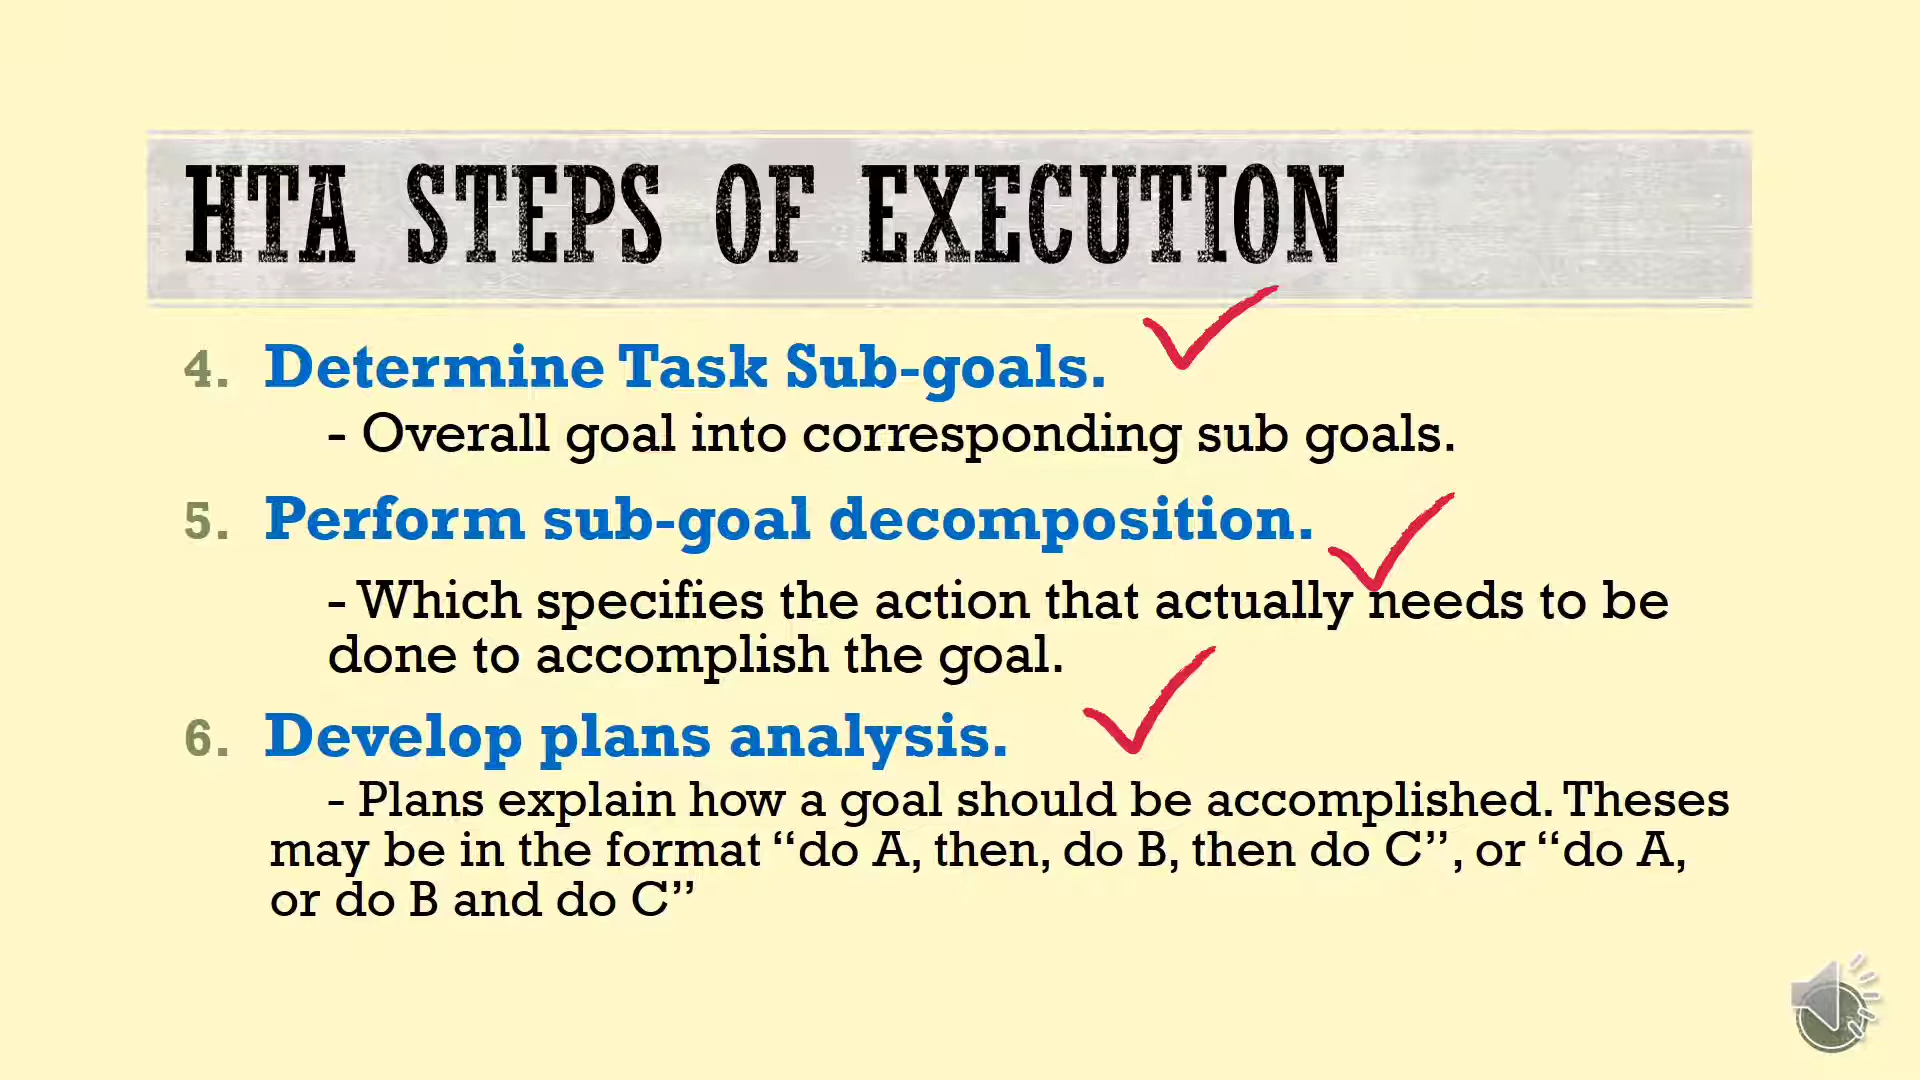 HTA STEPS OF EXECUTION
4. Determine Task Sub-goals.
- Overall goal into corresponding sub goals.
5. Perform sub-goal decomposition.
- Which specifies the action that actually needs to be
done to accomplish the goal.
6. Develop plans analysis.
- Plans explain how a goal should be accomplished. Theses
may be in the format “do A, then, do B, then do C”, or “do A,
or do B and do C”